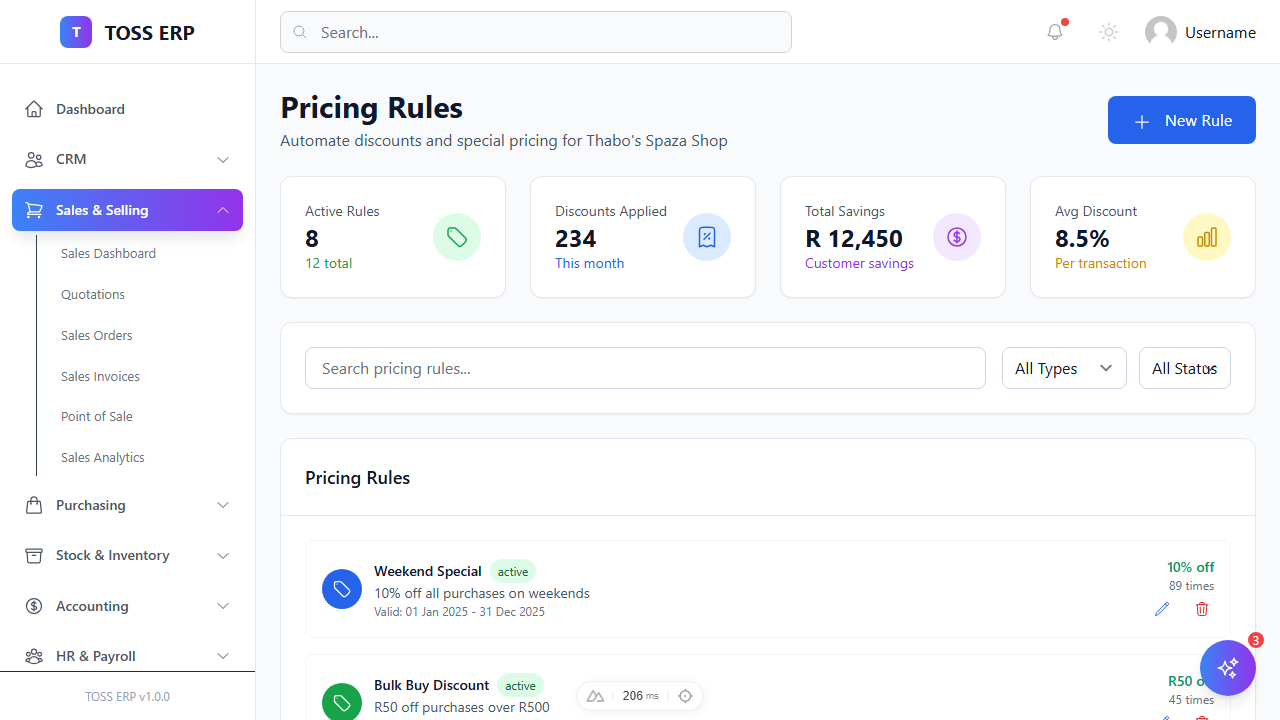 T TOSS ERP
Search...
Username
Dashboard
CRM
Sales & Selling
Sales Dashboard
Quotations
Sales Orders
Sales Invoices
Point of Sale
Sales Analytics
Purchasing
Stock & Inventory
Accounting
HR & Payroll
TOSS ERP v1.0.0
Pricing Rules
Automate discounts and special pricing for Thabo's Spaza Shop
New Rule
Active Rules
8
12 total
Discounts Applied
234
This month
Total Savings
R 12,450
Customer savings
Avg Discount
8.5%
Per transaction
Search pricing rules...
All Types
All Status
Pricing Rules
Weekend Special active
10% off all purchases on weekends
Valid: 01 Jan 2025 - 31 Dec 2025
10% off
89 times
Bulk Buy Discount active
R50 off purchases over R500
R50
45 times
3
206 ms